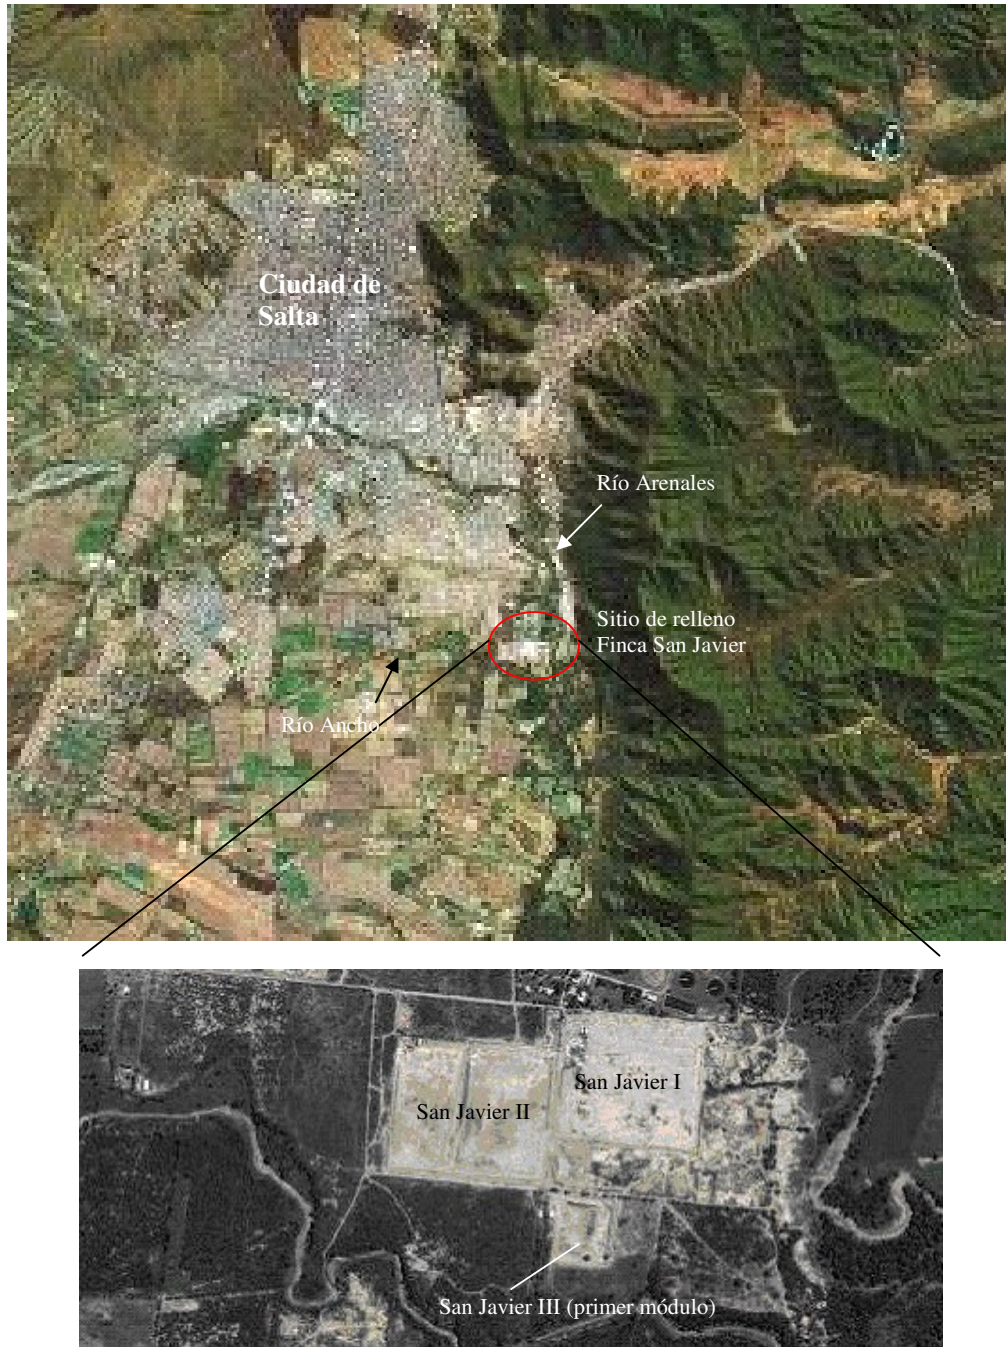 Ciudad de
Salta
Río Arenales
Sitio de relleno
Finca San Javier
Río Ancho
San Javier I
San Javier II
San Javier III (primer módulo)